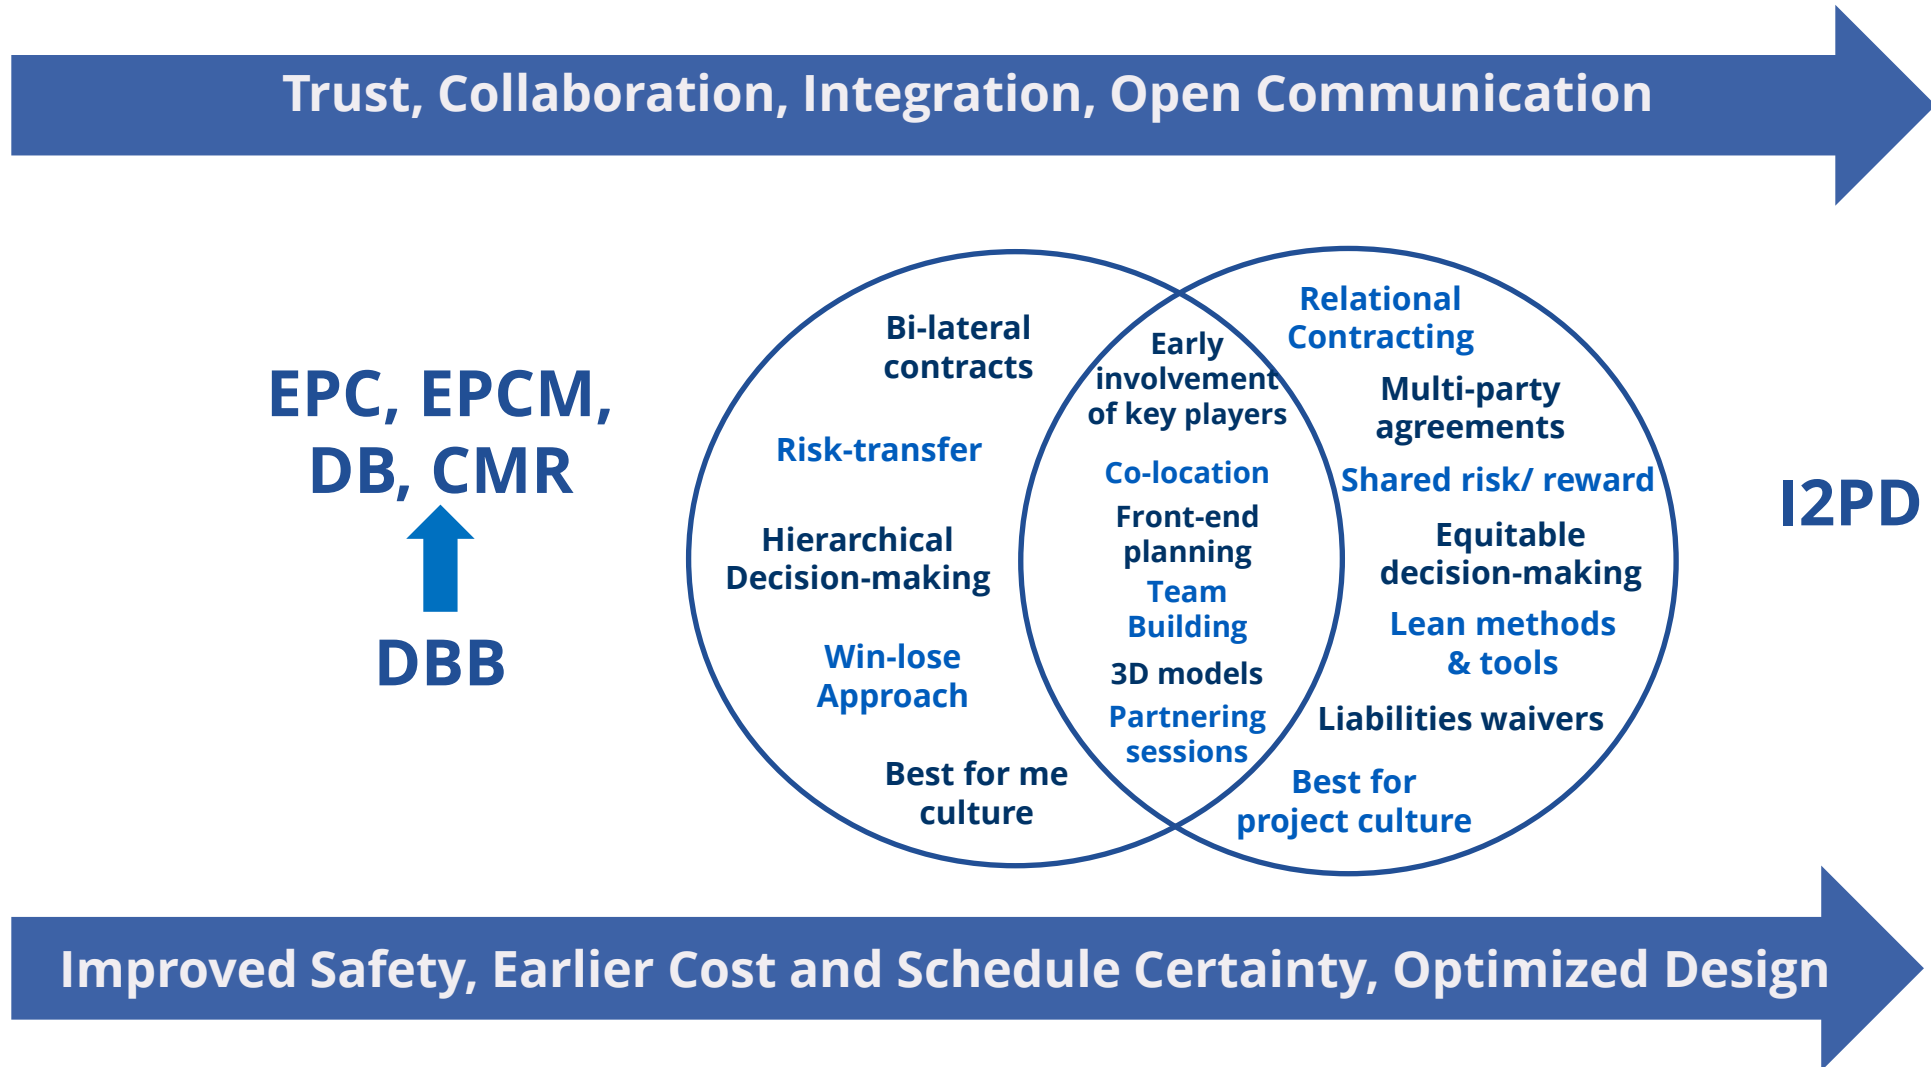 Trust, Collaboration, Integration, Open Communication
EPC, EPCM,
DB, CMR
DBB
Bi-lateral
contracts
Risk-transfer
Hierarchical
Decision-making
Win-lose
Approach
Best for me
culture
Early
involvement
of key players
Co-location
Front-end
planning
Team
Building
3D models
Partnering
sessions
Relational
Contracting
Multi-party
agreements
Shared risk/ reward
Equitable
decision-making
Lean methods
& tools
Liabilities waivers
Best for
project culture
I2PD
Improved Safety, Earlier Cost and Schedule Certainty, Optimized Design